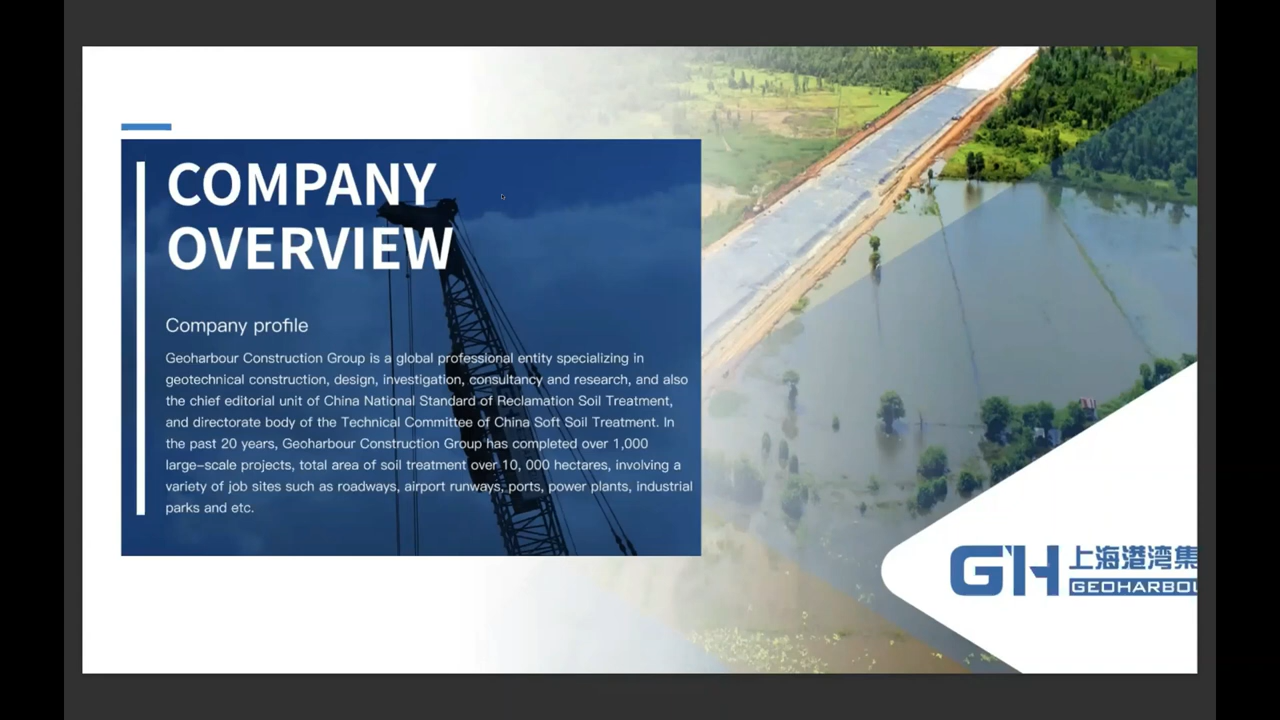 COMPANY
OVERVIEW
Company profile
Geoharbour Construction Group is a global professional entity specializing in
geotechnical construction, design, investigation, consultancy and research, and also
the chief editorial unit of China National Standard of Reclamation Soil Treatment,
and directorate body of the Technical Committee of China Soft Soil Treatment. In
the past 20 years, Geoharbour Construction Group has completed over 1,000
large-scale projects, total area of soil treatment over 10, 000 hectares, involving a
variety of job sites such as roadways, airport runways, ports, power plants, industrial
parks and etc.
GH 上海港湾集
GEOHARBOU